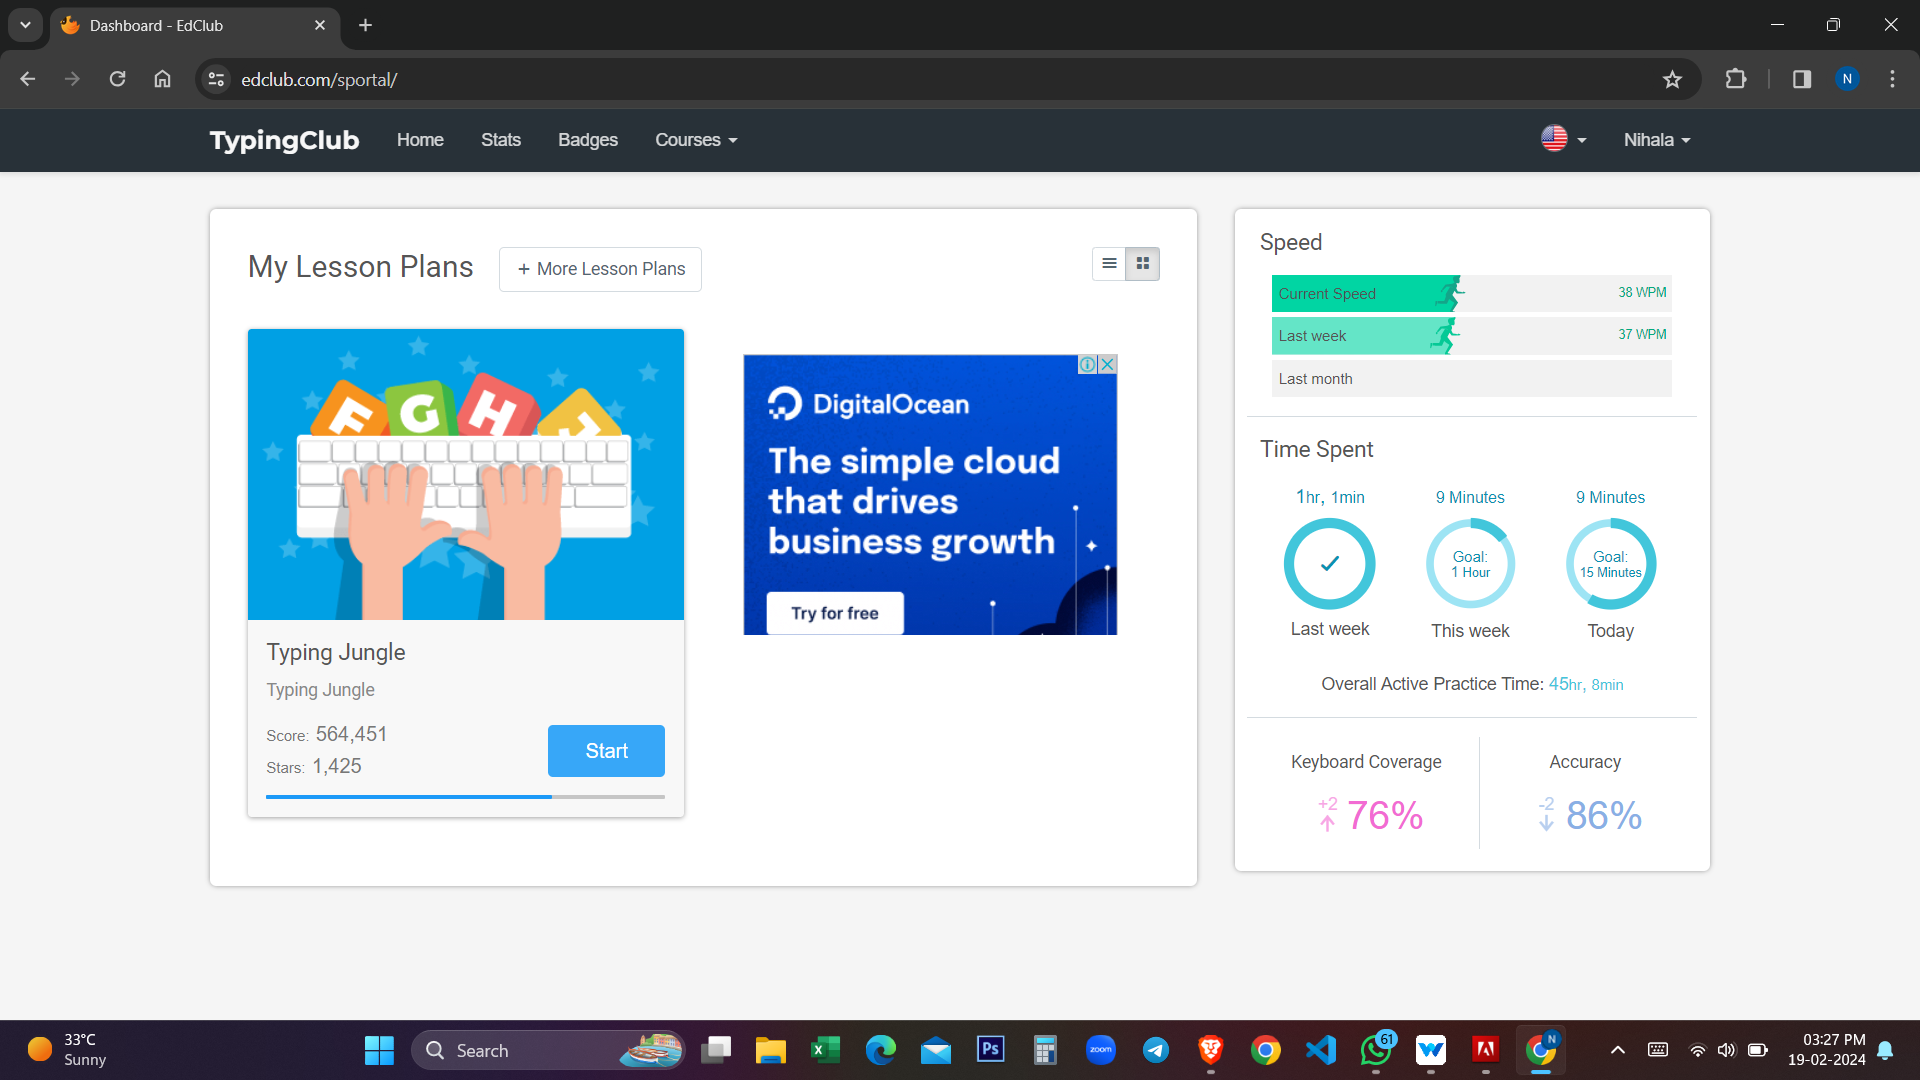 Dashboard - EdClub
edclub.com/sportal/
N
TypingClub
Home
Stats
Badges
Courses
Nihala
My Lesson Plans
+ More Lesson Plans
F G H J
Typing Jungle
Typing Jungle
Score: 564,451
Stars: 1,425
Start
DigitalOcean
The simple cloud
that drives
business growth
Try for free
Speed
Current Speed
38 WPM
Last week
37 WPM
Last month
Time Spent
1hr, 1min
9 Minutes
9 Minutes
Goal:
1 Hour
Goal:
15 Minutes
Last week
This week
Today
Overall Active Practice Time: 45hr, 8min
Keyboard Coverage
Accuracy
+2
76%
-2
86%
33°C
Sunny
Search
Ps
zoom
61
N
03:27 PM
19-02-2024